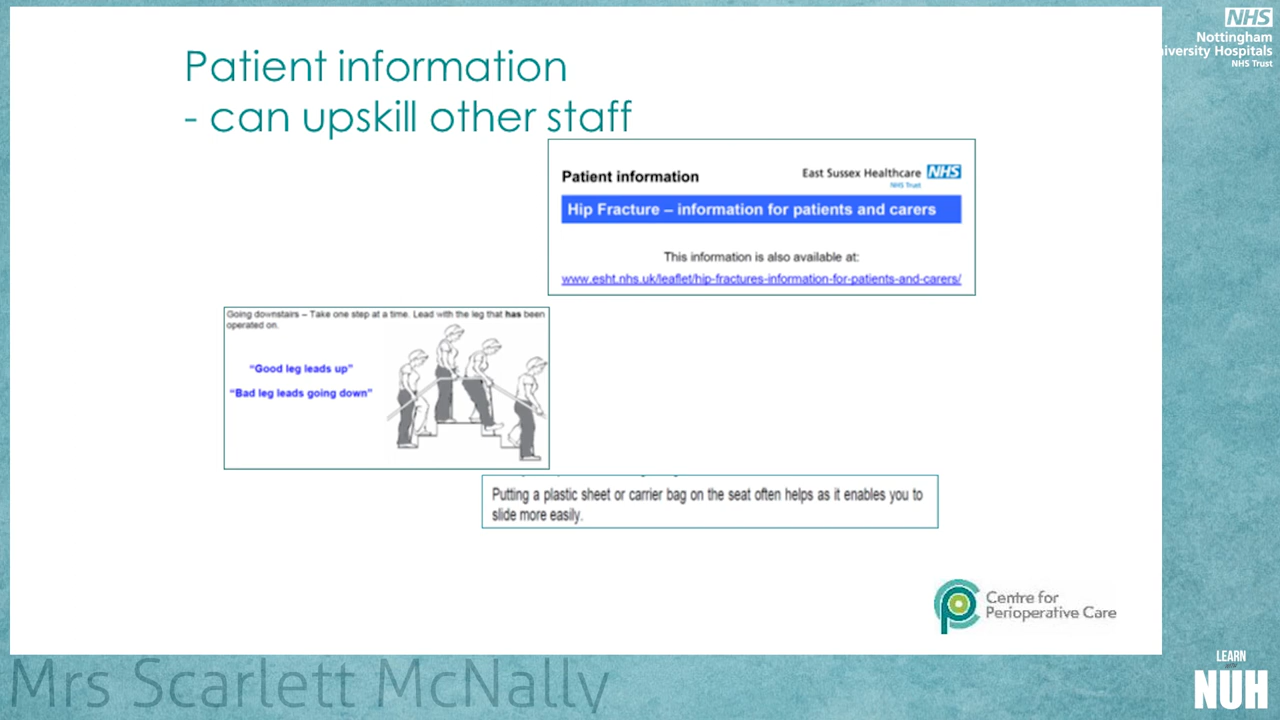 NHS
Nottingham
University Hospitals
NHS Trust
Patient information
- can upskill other staff
Patient information
East Sussex Healthcare NHS
NHS Trust
Hip Fracture – information for patients and carers
This information is also available at:
www.esht.nhs.uk/leaflet/hip-fractures-information-for-patients-and-carers/
Going downstairs – Take one step at a time. Lead with the leg that has been
operated on.
“Good leg leads up”
“Bad leg leads going down”
Putting a plastic sheet or carrier bag on the seat often helps as it enables you to
slide more easily.
Centre for
Perioperative Care
Mrs Scarlett McNally
LEARN
NUH